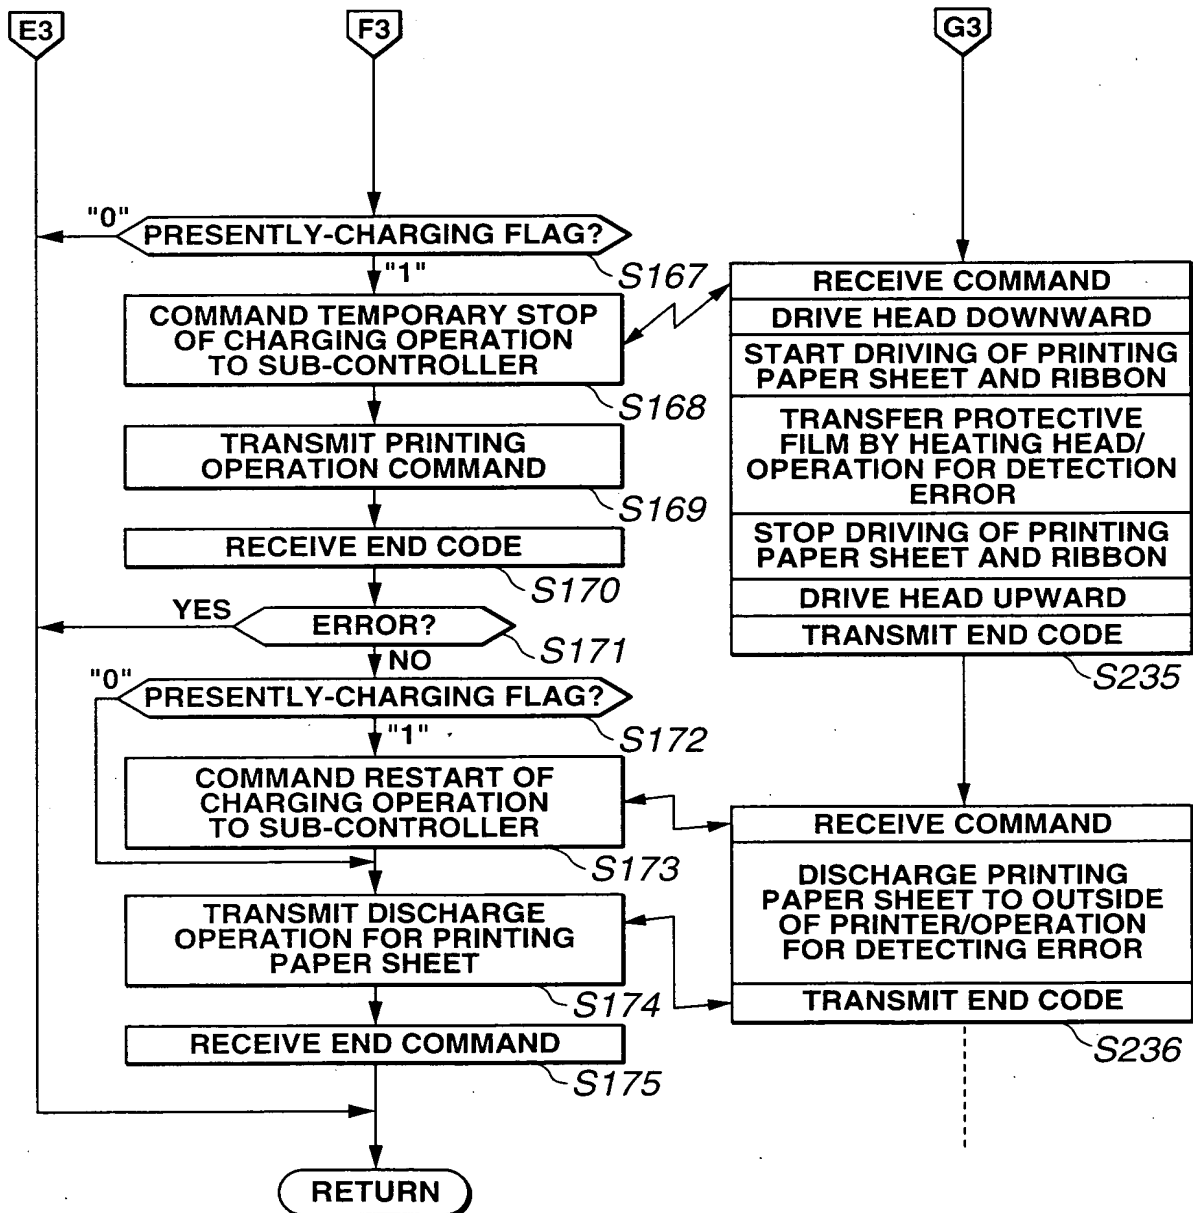 E3
F3
G3
"0"
PRESENTLY-CHARGING FLAG?
S167
"1"
COMMAND TEMPORARY STOP
OF CHARGING OPERATION
TO SUB-CONTROLLER
S168
TRANSMIT PRINTING
OPERATION COMMAND
S169
RECEIVE END CODE
S170
YES
ERROR?
S171
NO
"0"
PRESENTLY-CHARGING FLAG?
S172
"1"
COMMAND RESTART OF
CHARGING OPERATION
TO SUB-CONTROLLER
S173
TRANSMIT DISCHARGE
OPERATION FOR PRINTING
PAPER SHEET
S174
RECEIVE END COMMAND
S175
RETURN
RECEIVE COMMAND
DRIVE HEAD DOWNWARD
START DRIVING OF PRINTING
PAPER SHEET AND RIBBON
TRANSFER PROTECTIVE
FILM BY HEATING HEAD/
OPERATION FOR DETECTION
ERROR
STOP DRIVING OF PRINTING
PAPER SHEET AND RIBBON
DRIVE HEAD UPWARD
TRANSMIT END CODE
S235
RECEIVE COMMAND
DISCHARGE PRINTING
PAPER SHEET TO OUTSIDE
OF PRINTER/OPERATION
FOR DETECTING ERROR
TRANSMIT END CODE
S236